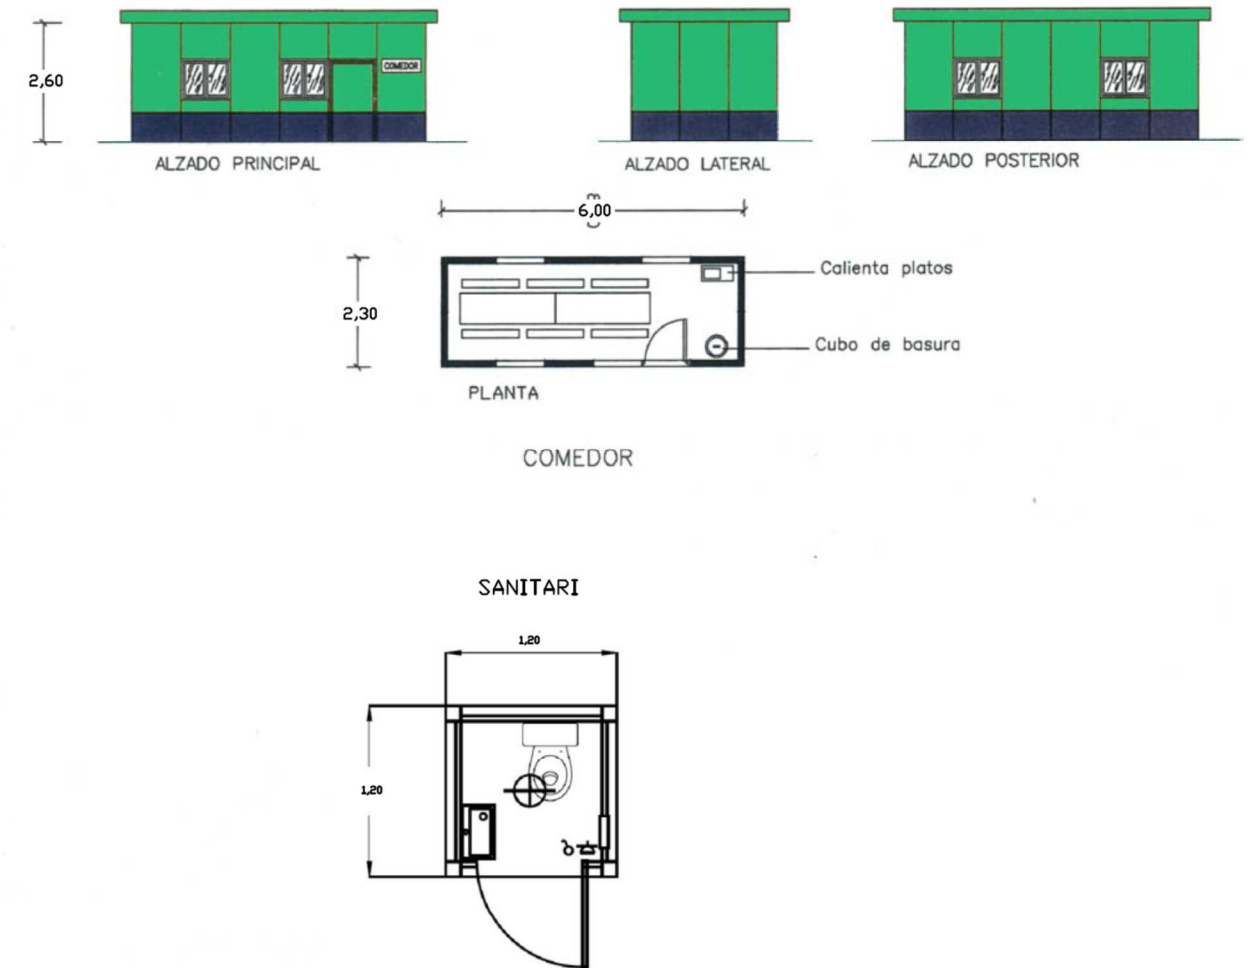 2,60
COMEDOR
ALZADO PRINCIPAL
ALZADO LATERAL
ALZADO POSTERIOR
6,00
2,30
Calienta platos
Cubo de basura
PLANTA
COMEDOR
SANITARI
1,20
1,20